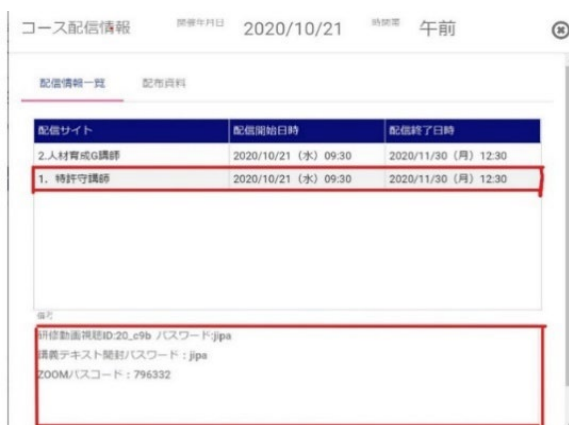 コース配信情報 開催年月日 2020/10/21 時間帯 午前
配信情報一覧 配布資料
配信サイト 配信開始日時 配信終了日時
2.人材育成G講師 2020/10/21（水）09:30 2020/11/30（月）12:30
1. 特許守講師 2020/10/21（水）09:30 2020/11/30（月）12:30
備考
研修動画視聴ID:20_c9b パスワード:jipa
講義テキスト開封パスワード：jipa
ZOOMパスコード：796332